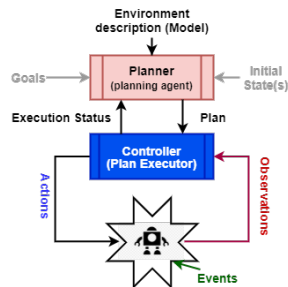 Environment
description (Model)
Goals
Planner
(planning agent)
Initial
State(s)
Execution Status
Plan
Controller
(Plan Executor)
Actions
Observations
Events